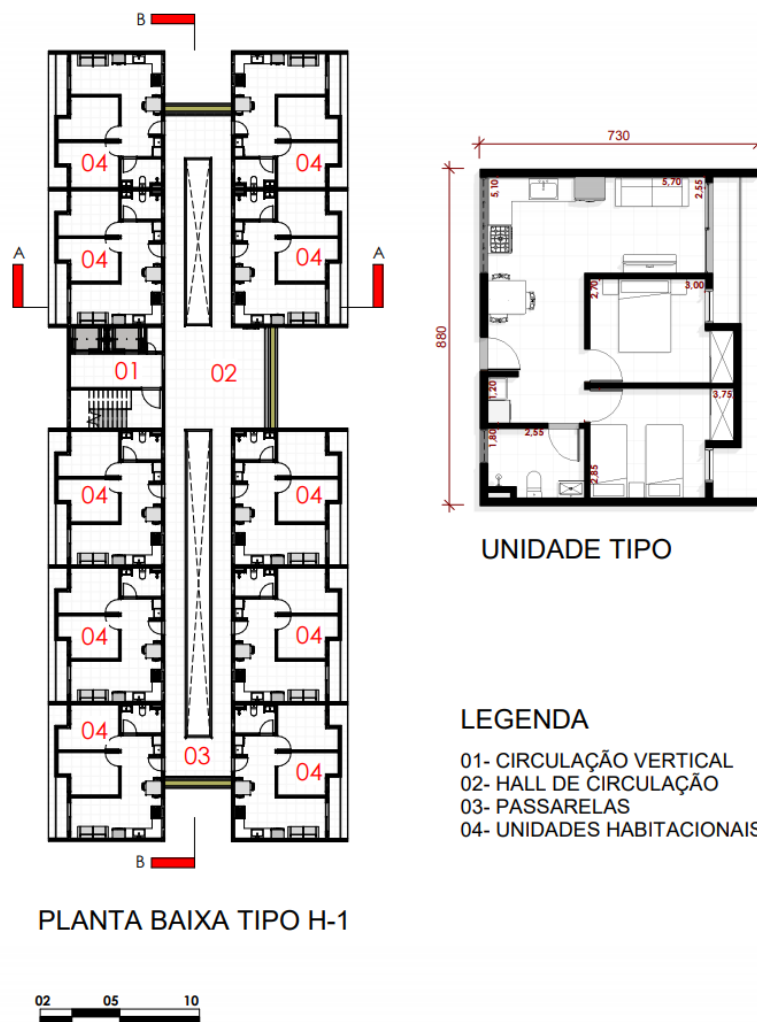 B
04
04
04
04
A
A
01
02
04
04
04
04
04
04
03
B
PLANTA BAIXA TIPO H-1
02 05 10
730
880
5,10
5,70
2,55
2,70
3,00
1,20
3,75
1,80
2,55
2,85
UNIDADE TIPO
LEGENDA
01- CIRCULAÇÃO VERTICAL
02- HALL DE CIRCULAÇÃO
03- PASSARELAS
04- UNIDADES HABITACIONAIS